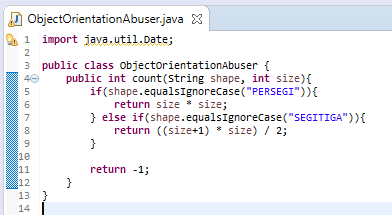 ObjectOrientationAbuser.java
1 import java.util.Date;
2
3 public class ObjectOrientationAbuser {
4     public int count(String shape, int size){
5         if(shape.equalsIgnoreCase("PERSEGI")){
6             return size * size;
7         } else if(shape.equalsIgnoreCase("SEGITIGA")){
8             return ((size+1) * size) / 2;
9         }
10
11         return -1;
12     }
13 }
14